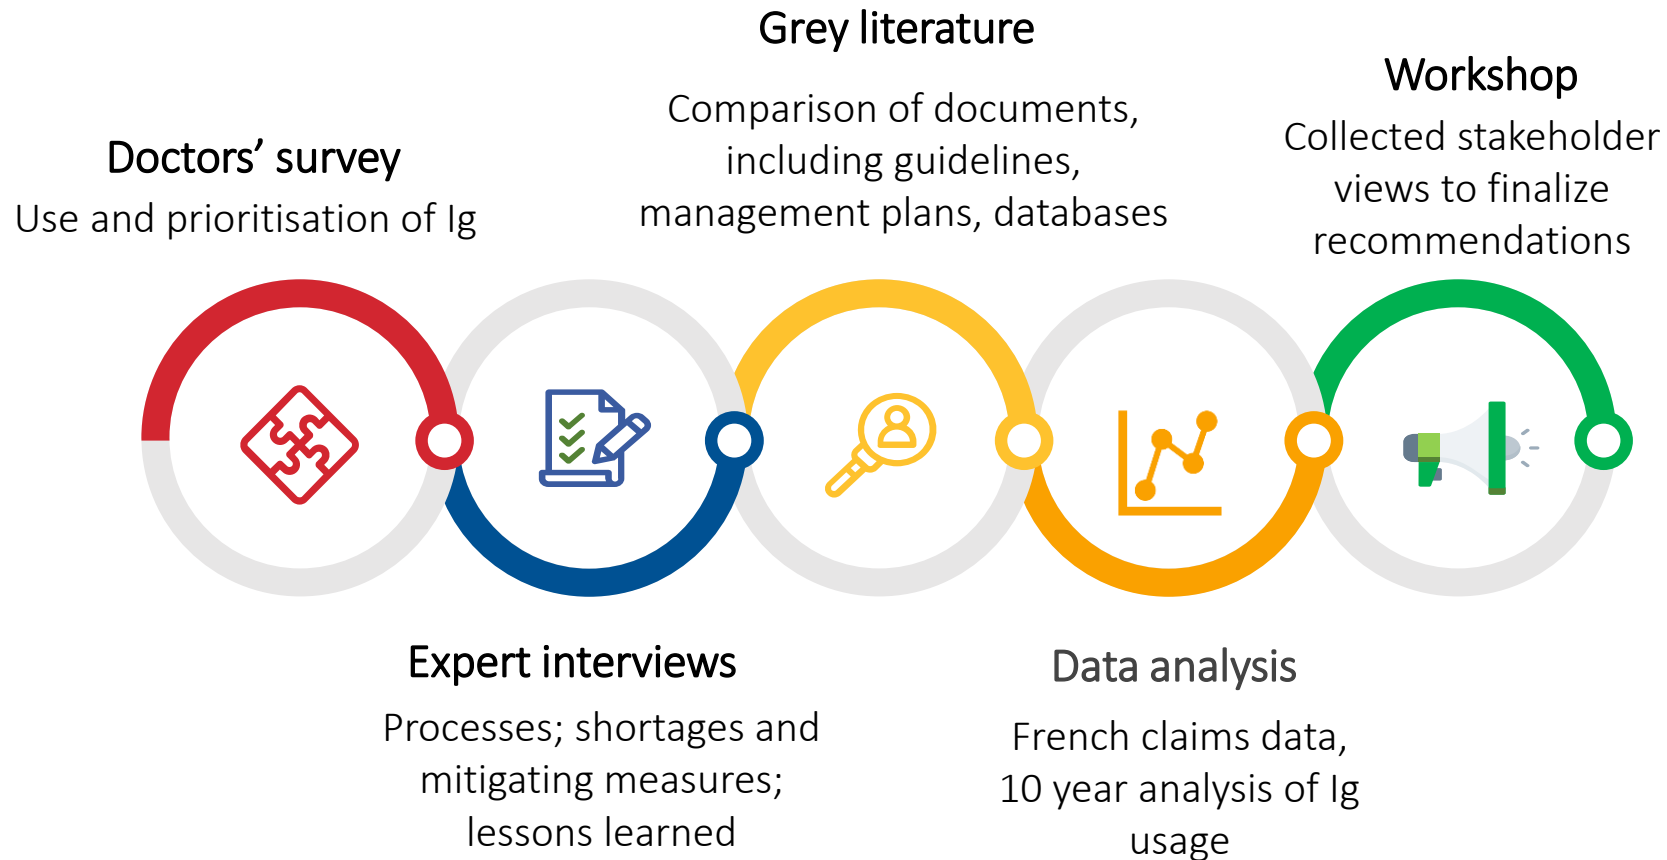 Doctors’ survey
Use and prioritisation of Ig
Expert interviews
Processes; shortages and
mitigating measures;
lessons learned
Grey literature
Comparison of documents,
including guidelines,
management plans, databases
Data analysis
French claims data,
10 year analysis of Ig
usage
Workshop
Collected stakeholder
views to finalize
recommendations